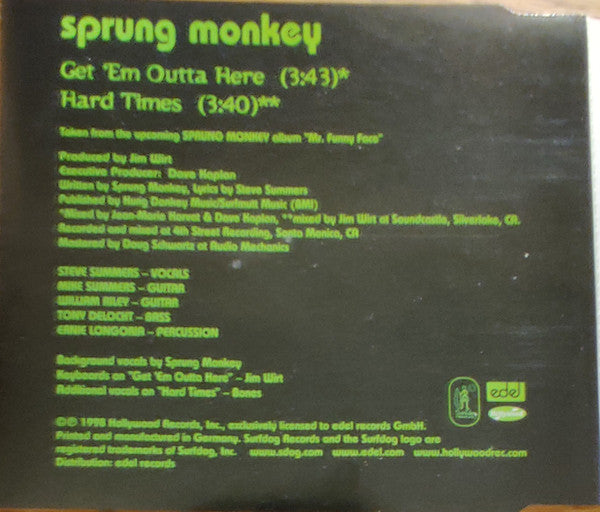 sprung monkey
Get 'Em Outta Here (3:43)*
Hard Times (3:40)**
Taken from the upcoming SPRUNG MONKEY album "Mr. Funny Face"
Produced by Jim Wirt
Executive Producer: Dave Kaplan
Written by Sprung Monkey, Lyrics by Steve Summers
Published by Hung Donkey Music/Surfanut Music (BMI)
*Mixed by Jean-Marie Horvat & Dave Kaplan, **mixed by Jim Wirt at Soundcastle, Silverlake, CA.
Recorded and mixed at 4th Street Recording, Santa Monica, CA
Mastered by Doug Schwartz at Audio Mechanics
STEVE SUMMERS – VOCALS
MIKE SUMMERS – GUITAR
WILLIAM RILEY – GUITAR
TONY DELOCHT – BASS
ERNIE LONGORIA – PERCUSSION
Background vocals by Sprung Monkey
Keyboards on "Get 'Em Outta Here" – Jim Wirt
Additional vocals on "Hard Times" – Bones
edel
Hollywood
℗© 1998 Hollywood Records, Inc., exclusively licensed to edel records GmbH.
Printed and manufactured in Germany. Surfdog Records and the Surfdog logo are
registered trademarks of Surfdog, Inc. www.sdog.com www.edel.com www.hollywoodrec.com
Distribution: edel records